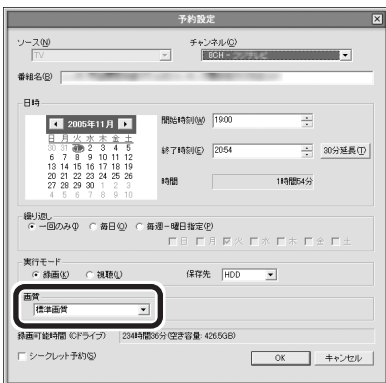 予約設定
ソース(W) チャンネル(Q)
TV 8CH -
番組名(R)
日時
2005年11月
日 月 火 水 木 金 土
30 31 1 2 3 4 5
6 7 8 9 10 11 12
13 14 15 16 17 18 19
20 21 22 23 24 25 26
27 28 29 30 1 2 3
4 5 6 7 8 9 10
開始時刻(W) 19:00
終了時刻(E) 20:54 30分延長(T)
時間 1時間54分
繰り返し
一回のみ 毎日(O) 毎週-曜日指定(P)
日 月 火 水 木 金 土
実行モード
録画(K) 視聴(L) 保存先 HDD
画質
標準画質
録画可能時間 (Cドライブ) 234時間36分(空き容量: 426.5GB)
シークレット予約(S)
OK キャンセル